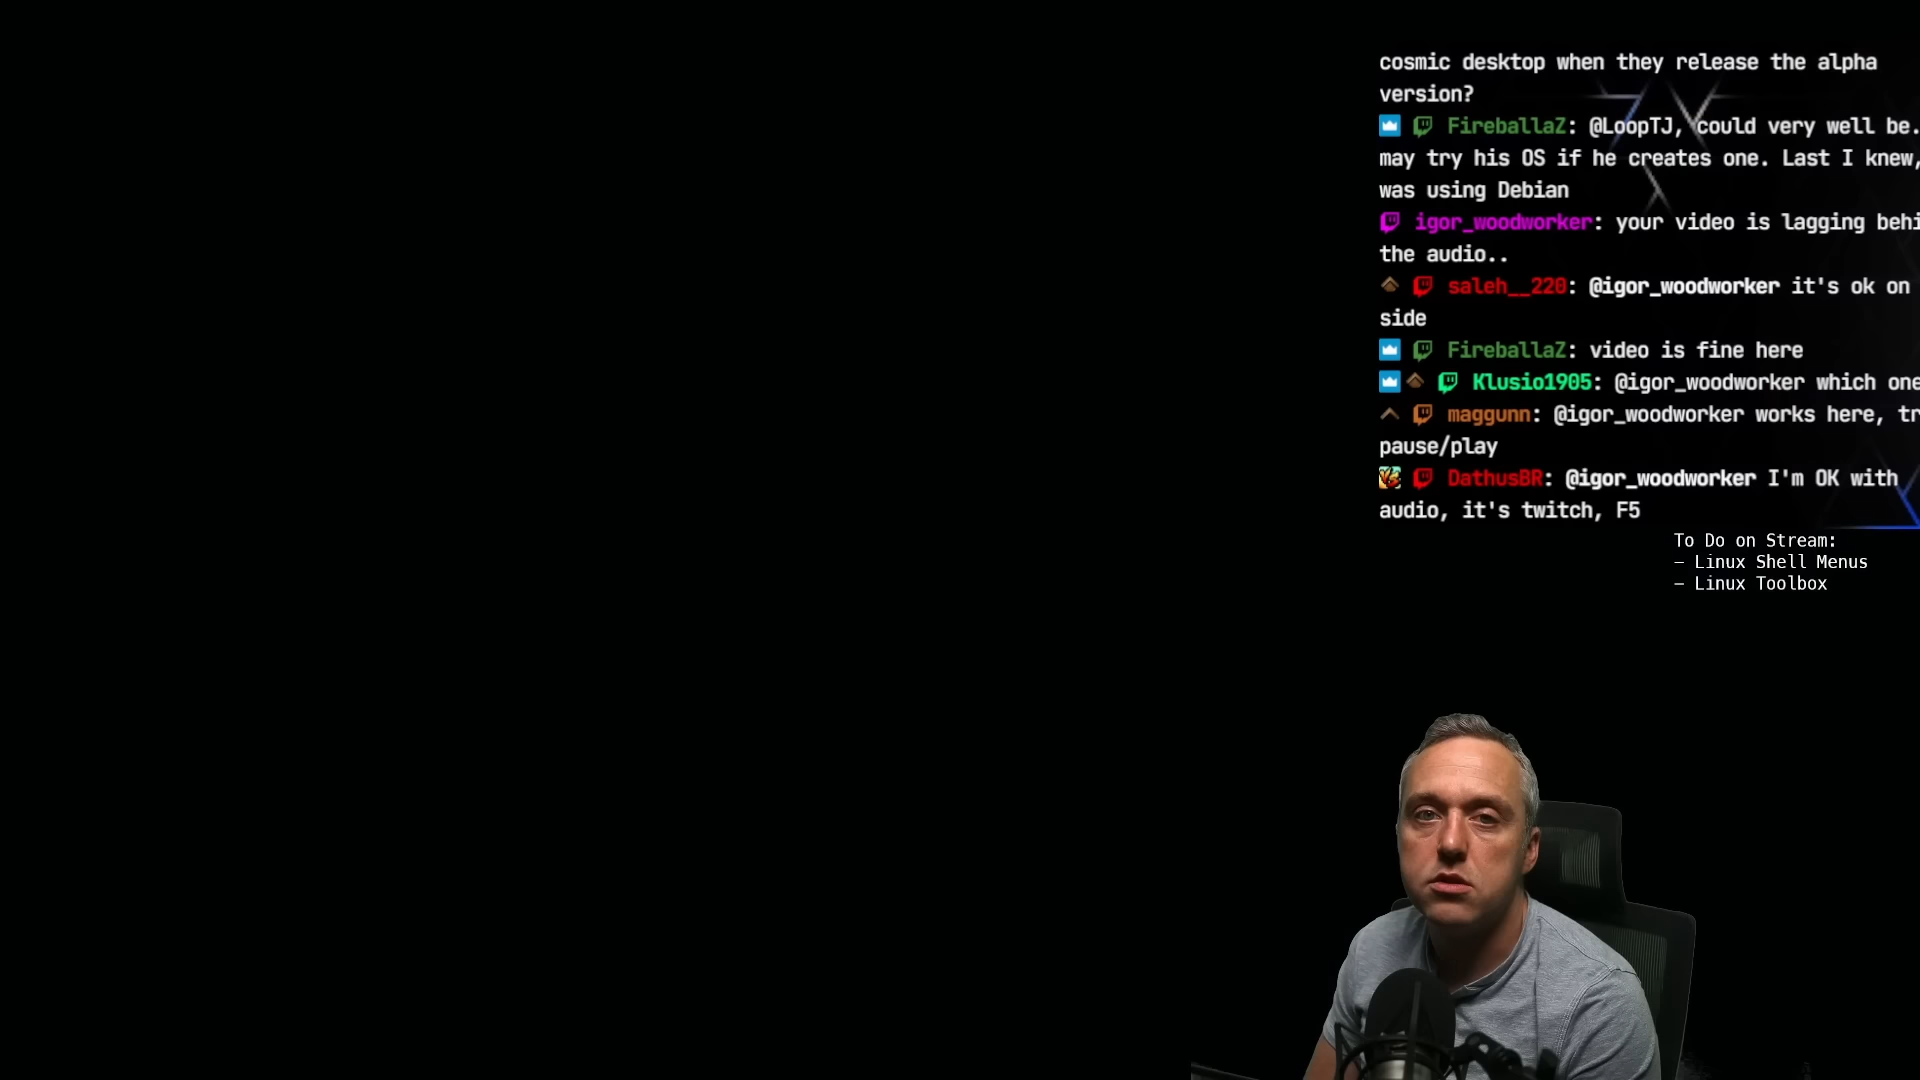 cosmic desktop when they release the alpha
version?
FireballaZ: @LoopTJ, could very well be.
may try his OS if he creates one. Last I knew,
was using Debian
igor_woodworker: your video is lagging behi
the audio..
saleh__220: @igor_woodworker it's ok on
side
FireballaZ: video is fine here
Klusio1905: @igor_woodworker which one
maggunn: @igor_woodworker works here, tr
pause/play
DathusBR: @igor_woodworker I'm OK with
audio, it's twitch, F5
To Do on Stream:
- Linux Shell Menus
- Linux Toolbox